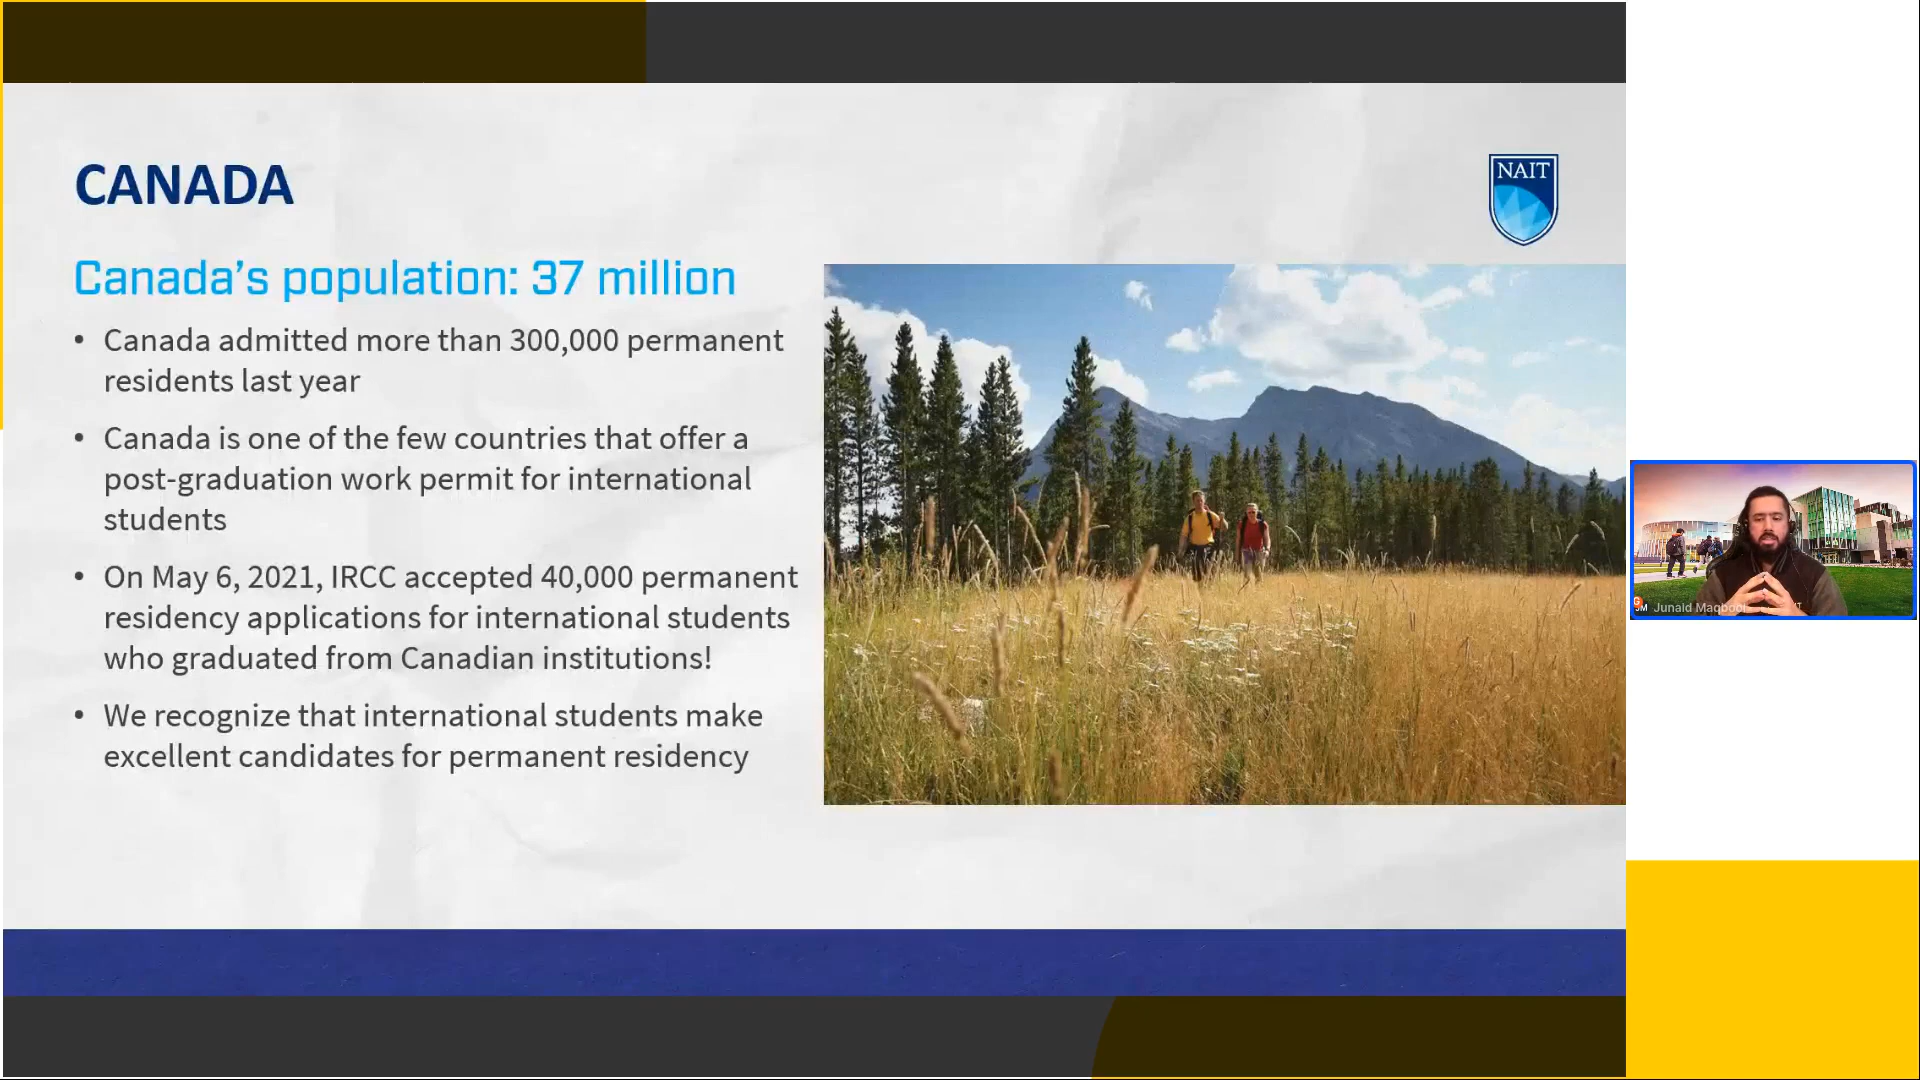 CANADA
NAIT
Canada's population: 37 million
• Canada admitted more than 300,000 permanent
residents last year
• Canada is one of the few countries that offer a
post-graduation work permit for international
students
• On May 6, 2021, IRCC accepted 40,000 permanent
residency applications for international students
who graduated from Canadian institutions!
• We recognize that international students make
excellent candidates for permanent residency
Junaid Maqbool